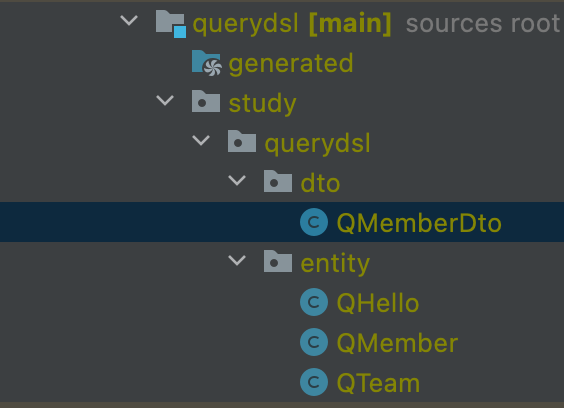 querydsl [main] sources root
generated
study
querydsl
dto
C QMemberDto
entity
C QHello
C QMember
C QTeam